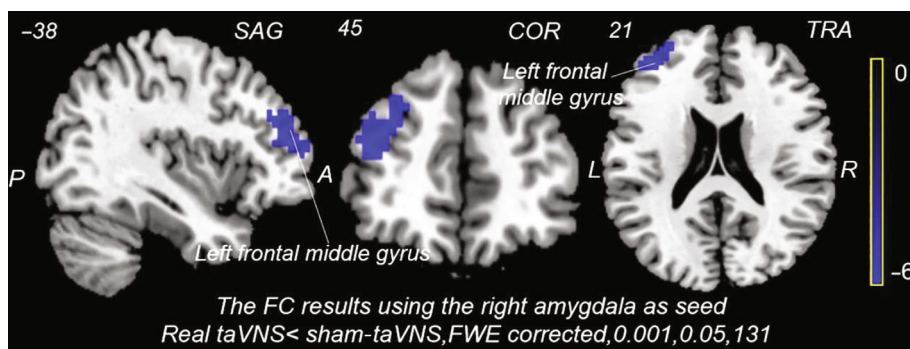 −38 SAG 45 COR 21 TRA
0
Left frontal
middle gyrus
P A L R
Left frontal middle gyrus
−6
The FC results using the right amygdala as seed
Real taVNS< sham-taVNS,FWE corrected,0.001,0.05,131